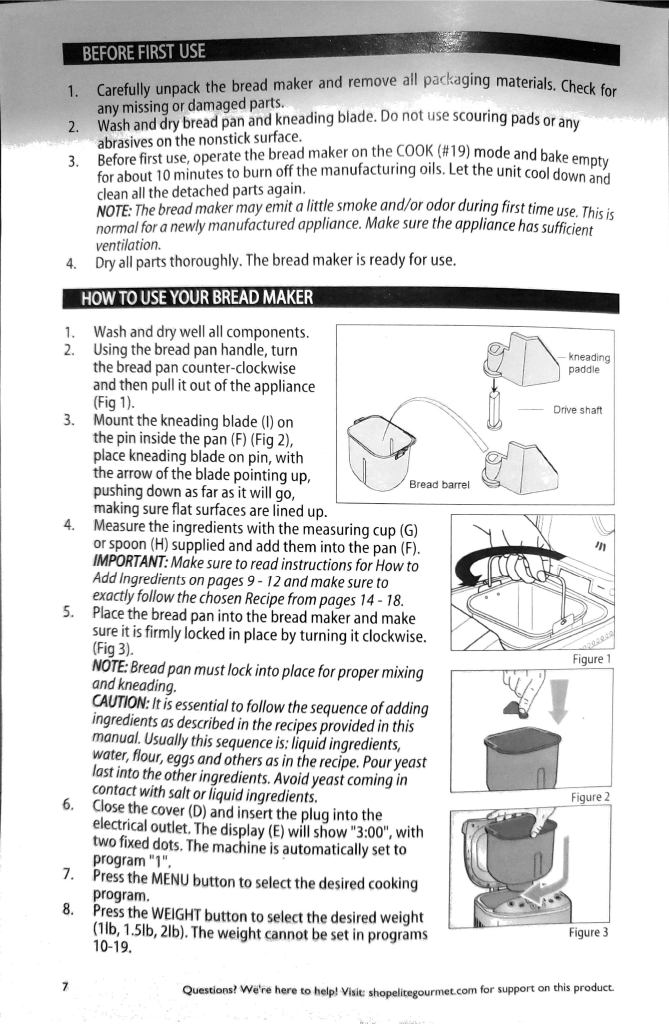 BEFORE FIRST USE
1. Carefully unpack the bread maker and remove all packaging materials. Check for
any missing or damaged parts.
2. Wash and dry bread pan and kneading blade. Do not use scouring pads or any
abrasives on the nonstick surface.
3. Before first use, operate the bread maker on the COOK (#19) mode and bake empty
for about 10 minutes to burn off the manufacturing oils. Let the unit cool down and
clean all the detached parts again.
NOTE: The bread maker may emit a little smoke and/or odor during first time use. This is
normal for a newly manufactured appliance. Make sure the appliance has sufficient
ventilation.
4. Dry all parts thoroughly. The bread maker is ready for use.
HOW TO USE YOUR BREAD MAKER
1. Wash and dry well all components.
2. Using the bread pan handle, turn
the bread pan counter-clockwise
and then pull it out of the appliance
(Fig 1).
3. Mount the kneading blade (I) on
the pin inside the pan (F) (Fig 2),
place kneading blade on pin, with
the arrow of the blade pointing up,
pushing down as far as it will go,
making sure flat surfaces are lined up.
4. Measure the ingredients with the measuring cup (G)
or spoon (H) supplied and add them into the pan (F).
IMPORTANT: Make sure to read instructions for How to
Add Ingredients on pages 9 - 12 and make sure to
exactly follow the chosen Recipe from pages 14 - 18.
5. Place the bread pan into the bread maker and make
sure it is firmly locked in place by turning it clockwise.
(Fig 3).
NOTE: Bread pan must lock into place for proper mixing
and kneading.
CAUTION: It is essential to follow the sequence of adding
ingredients as described in the recipes provided in this
manual. Usually this sequence is: liquid ingredients,
water, flour, eggs and others as in the recipe. Pour yeast
last into the other ingredients. Avoid yeast coming in
contact with salt or liquid ingredients.
6. Close the cover (D) and insert the plug into the
electrical outlet. The display (E) will show "3:00", with
two fixed dots. The machine is automatically set to
program "1".
7. Press the MENU button to select the desired cooking
program.
8. Press the WEIGHT button to select the desired weight
(1lb, 1.5lb, 2lb). The weight cannot be set in programs
10-19.
kneading
paddle
Drive shaft
Bread barrel
Figure 1
Figure 2
Figure 3
7
Questions? We're here to help! Visit: shopelitegourmet.com for support on this product.